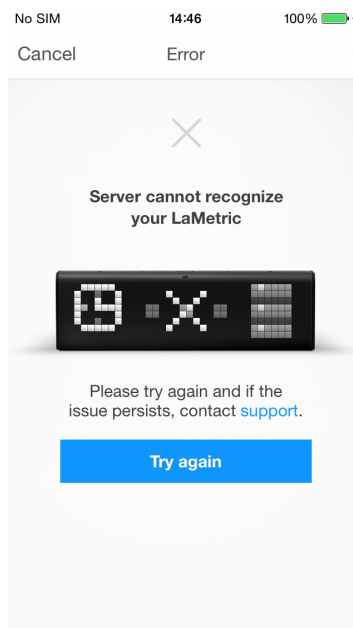 No SIM 14:46 100%
Cancel Error
Server cannot recognize
your LaMetric
Please try again and if the
issue persists, contact support.
Try again